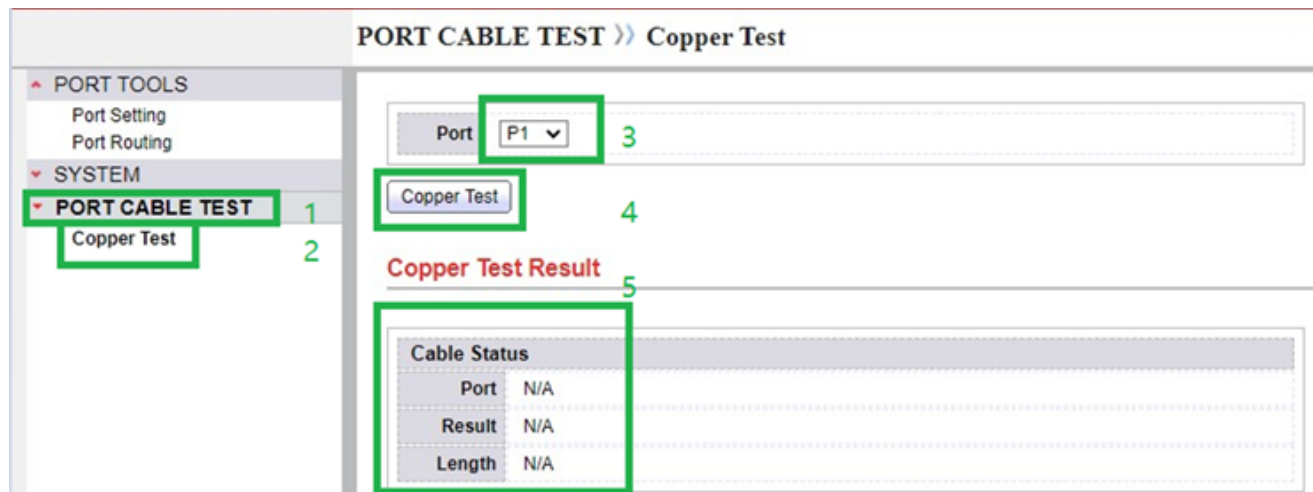 PORT CABLE TEST 》 Copper Test
PORT TOOLS
Port Setting
Port Routing
SYSTEM
PORT CABLE TEST 1
Copper Test 2
Port P1 3
Copper Test 4
Copper Test Result
5
Cable Status
Port N/A
Result N/A
Length N/A